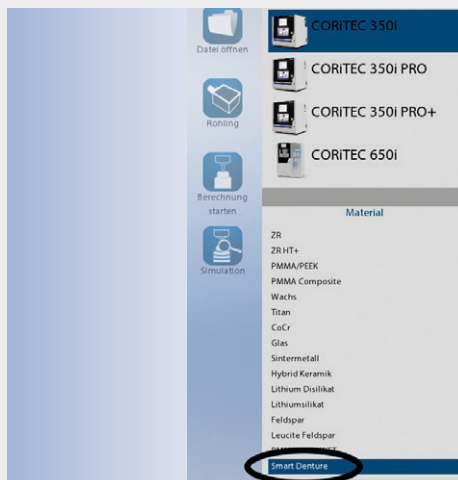 Datei öffnen
Rohling
Berechnung
starten
Simulation
CORiTEC 350i
CORiTEC 350i PRO
CORiTEC 350i PRO+
CORiTEC 650i
Material
ZR
ZR HT+
PMMA/PEEK
PMMA Composite
Wachs
Titan
CoCr
Glas
Sintermetall
Hybrid Keramik
Lithium Disilikat
Lithiumsilikat
Feldspar
Leucite Feldspar
Smart Denture